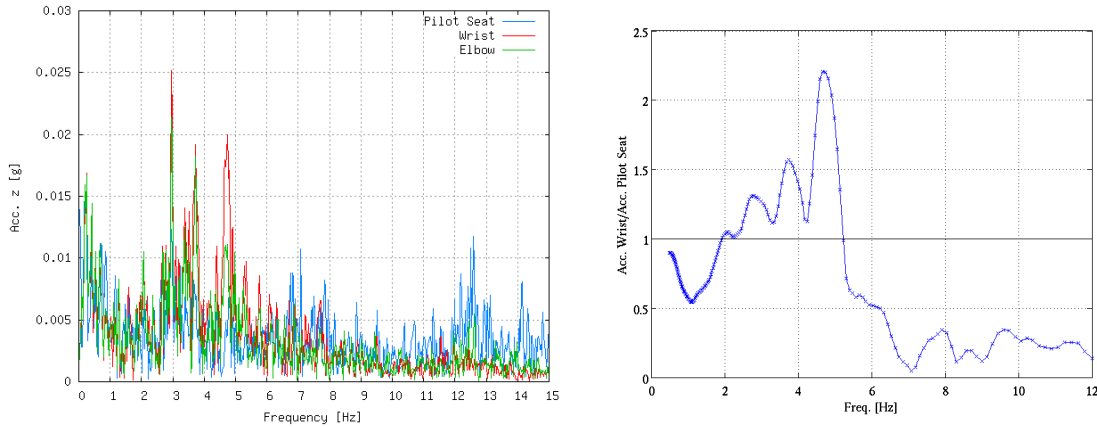 0.03
0.025
0.02
0.015
0.01
0.005
0
Acc. z [g]
Pilot Seat
Wrist
Elbow
0 1 2 3 4 5 6 7 8 9 10 11 12 13 14 15
Frequency [Hz]
2.5
2
1.5
1
0.5
0
Acc. Wrist/Acc. Pilot Seat
0 2 4 6 8 10 12
Freq. [Hz]